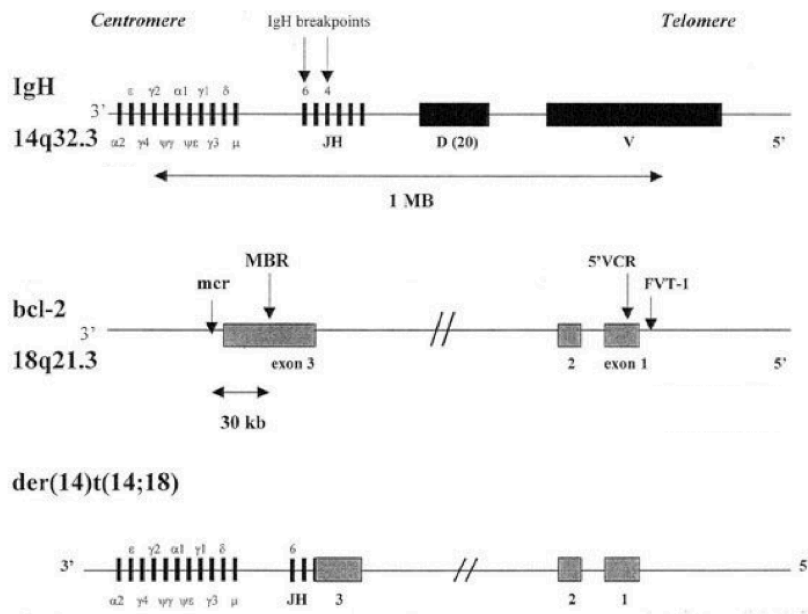 Centromere IgH breakpoints Telomere
IgH
ε γ2 α1 γ1 δ 6 4
3'
14q32.3
α2 γ4 ψγ ψε γ3 μ JH D (20) V 5'
1 MB
MBR 5'VCR
mcr FVT-1
bcl-2
3'
18q21.3
exon 3 2 exon 1 5'
30 kb
der(14)t(14;18)
ε γ2 α1 γ1 δ 6
3' 5'
α2 γ4 ψγ ψε γ3 μ JH 3 2 1